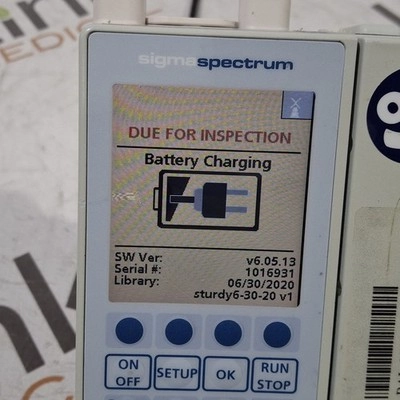 sigmaspectrum
DUE FOR INSPECTION
Battery Charging
SW Ver: v6.05.13
Serial #: 1016931
Library: 06/30/2020
sturdy6-30-20 v1
ON OFF
SETUP
OK
RUN STOP